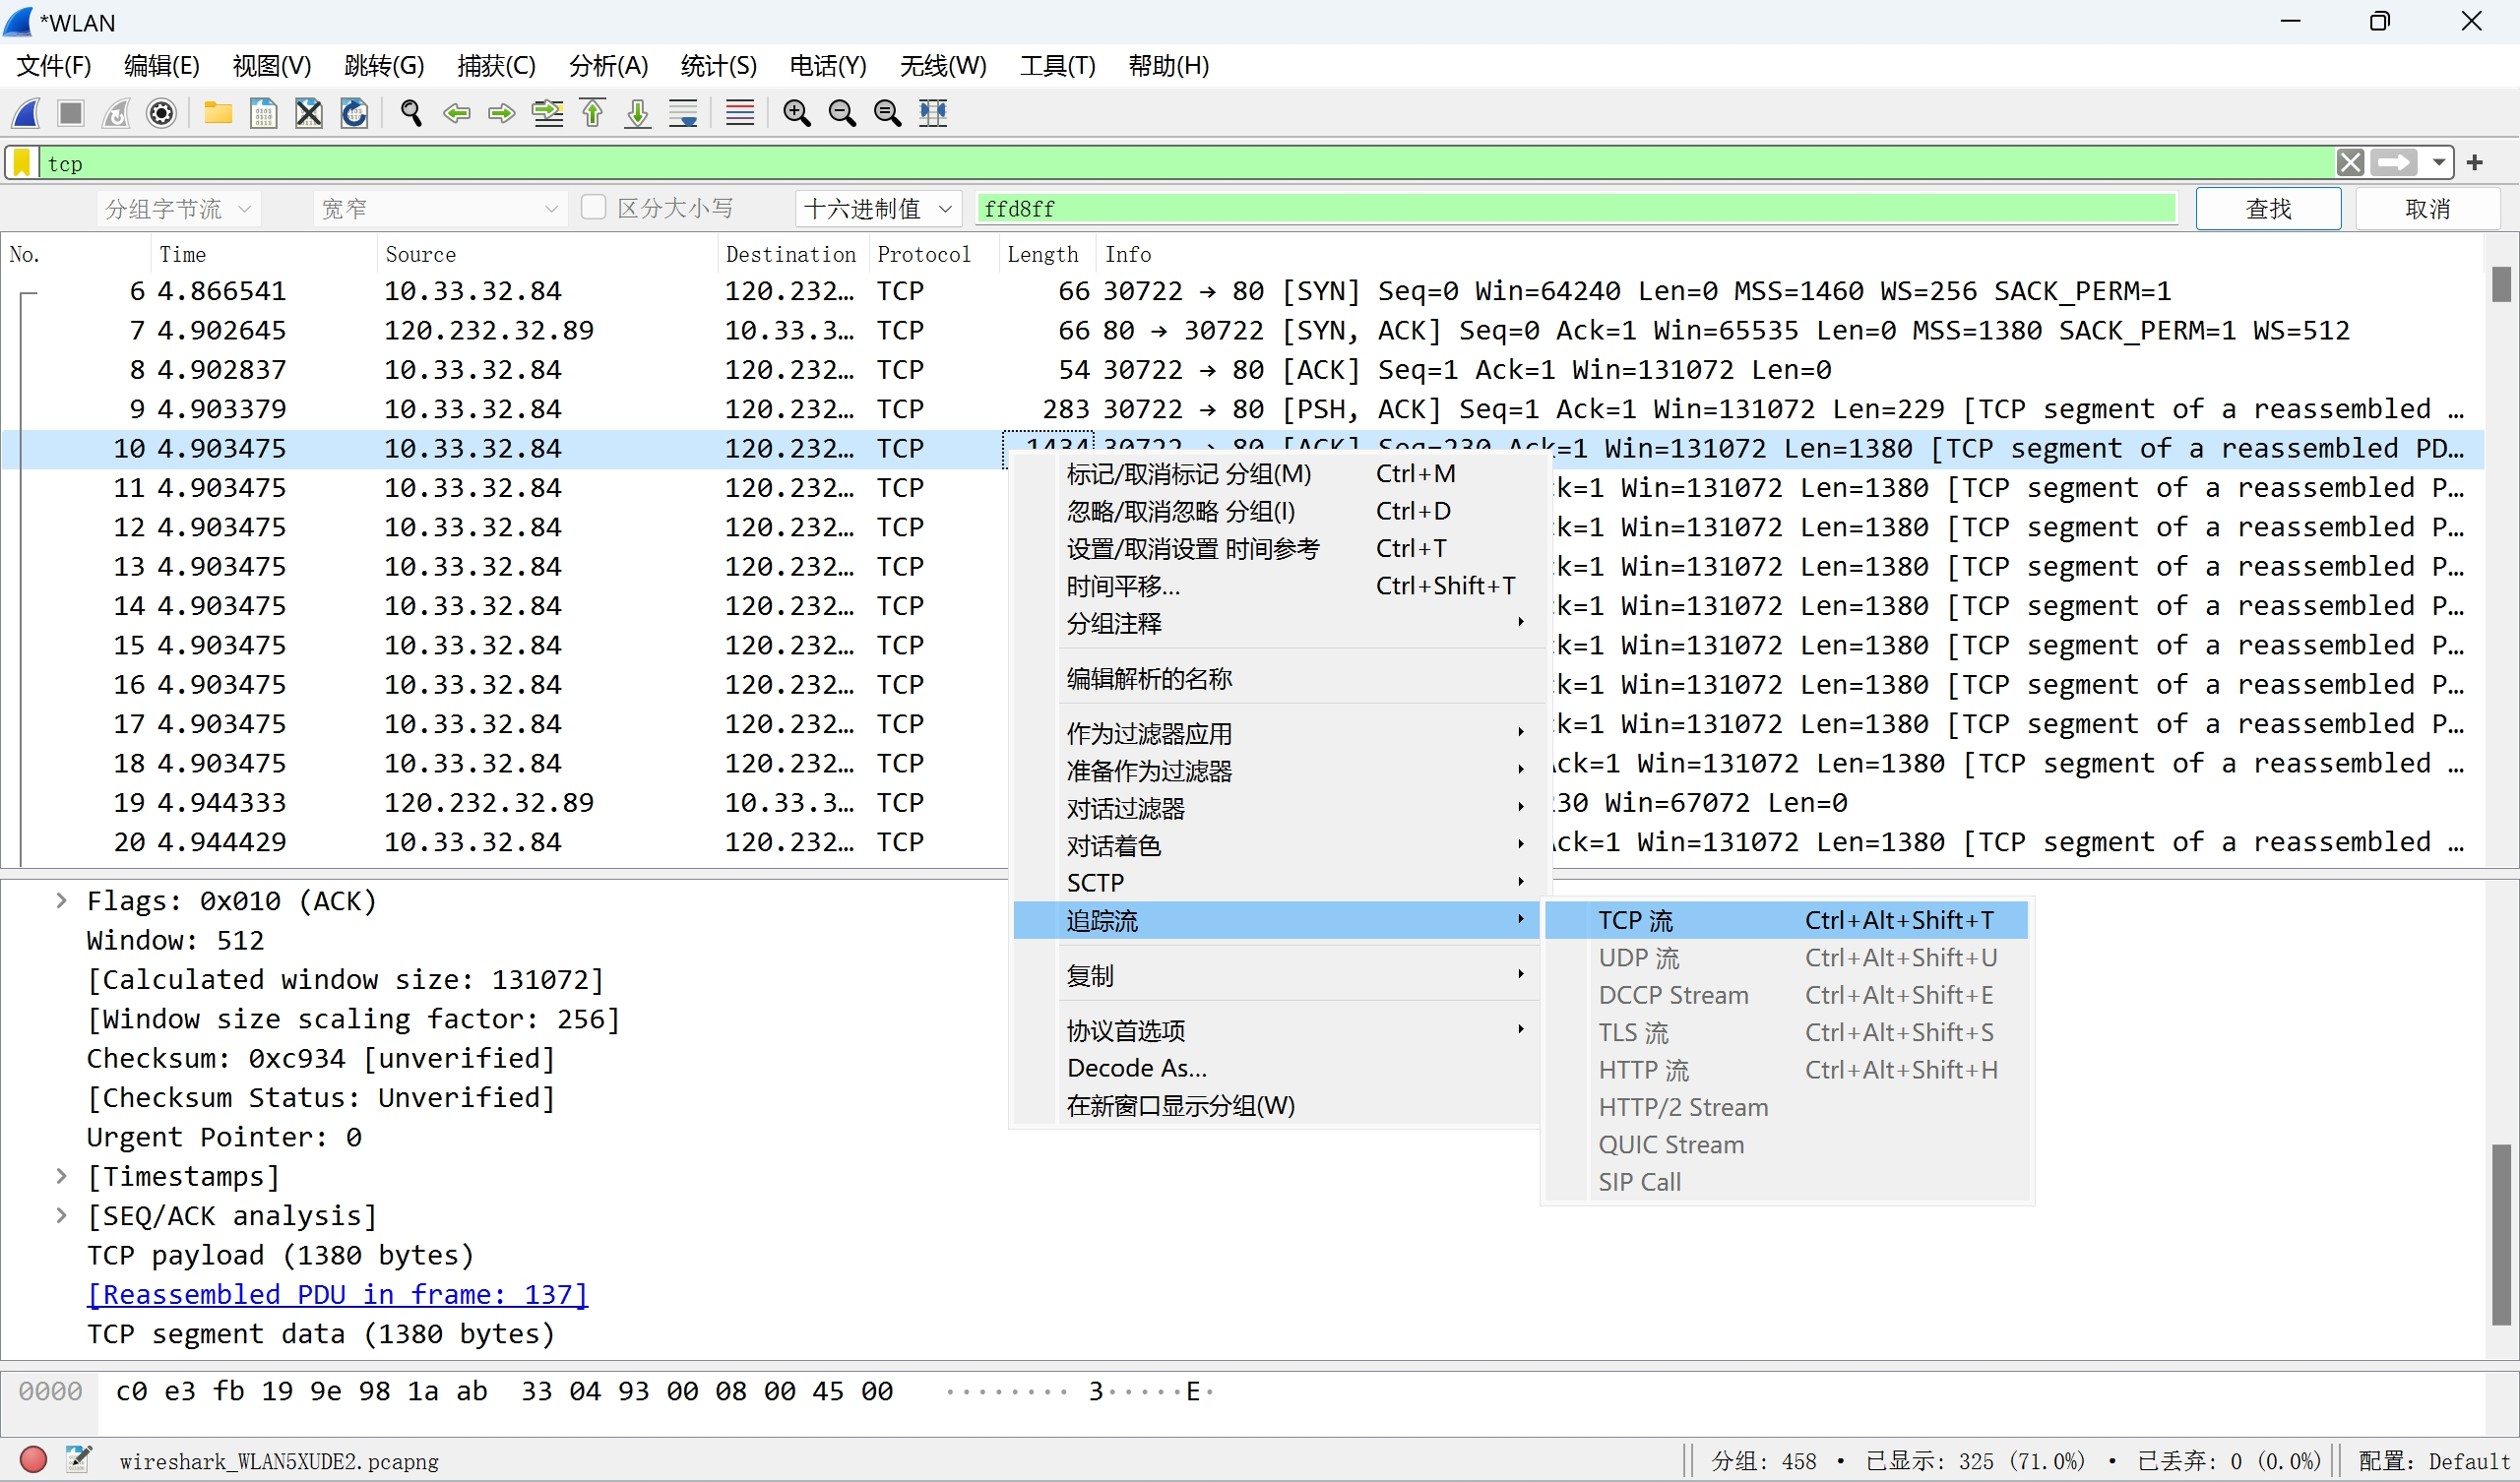 *WLAN
文件(F) 编辑(E) 视图(V) 跳转(G) 捕获(C) 分析(A) 统计(S) 电话(Y) 无线(W) 工具(T) 帮助(H)
tcp
分组字节流 宽窄 区分大小写 十六进制值 ffd8ff 查找 取消
No. Time Source Destination Protocol Length Info
6 4.866541 10.33.32.84 120.232… TCP 66 30722 → 80 [SYN] Seq=0 Win=64240 Len=0 MSS=1460 WS=256 SACK_PERM=1
7 4.902645 120.232.32.89 10.33.3… TCP 66 80 → 30722 [SYN, ACK] Seq=0 Ack=1 Win=65535 Len=0 MSS=1380 SACK_PERM=1 WS=512
8 4.902837 10.33.32.84 120.232… TCP 54 30722 → 80 [ACK] Seq=1 Ack=1 Win=131072 Len=0
9 4.903379 10.33.32.84 120.232… TCP 283 30722 → 80 [PSH, ACK] Seq=1 Ack=1 Win=131072 Len=229 [TCP segment of a reassembled …
10 4.903475 10.33.32.84 120.232… TCP 1434 30722 → 80 [ACK] Seq=230 Ack=1 Win=131072 Len=1380 [TCP segment of a reassembled PD…
11 4.903475 10.33.32.84 120.232… TCP k=1 Win=131072 Len=1380 [TCP segment of a reassembled P…
12 4.903475 10.33.32.84 120.232… TCP k=1 Win=131072 Len=1380 [TCP segment of a reassembled P…
13 4.903475 10.33.32.84 120.232… TCP k=1 Win=131072 Len=1380 [TCP segment of a reassembled P…
14 4.903475 10.33.32.84 120.232… TCP k=1 Win=131072 Len=1380 [TCP segment of a reassembled P…
15 4.903475 10.33.32.84 120.232… TCP k=1 Win=131072 Len=1380 [TCP segment of a reassembled P…
16 4.903475 10.33.32.84 120.232… TCP k=1 Win=131072 Len=1380 [TCP segment of a reassembled P…
17 4.903475 10.33.32.84 120.232… TCP k=1 Win=131072 Len=1380 [TCP segment of a reassembled P…
18 4.903475 10.33.32.84 120.232… TCP ck=1 Win=131072 Len=1380 [TCP segment of a reassembled …
19 4.944333 120.232.32.89 10.33.3… TCP 30 Win=67072 Len=0
20 4.944429 10.33.32.84 120.232… TCP ck=1 Win=131072 Len=1380 [TCP segment of a reassembled …
标记/取消标记 分组(M) Ctrl+M
忽略/取消忽略 分组(I) Ctrl+D
设置/取消设置 时间参考 Ctrl+T
时间平移... Ctrl+Shift+T
分组注释
编辑解析的名称
作为过滤器应用
准备作为过滤器
对话过滤器
对话着色
SCTP
追踪流
复制
协议首选项
Decode As...
在新窗口显示分组(W)
TCP 流 Ctrl+Alt+Shift+T
UDP 流 Ctrl+Alt+Shift+U
DCCP Stream Ctrl+Alt+Shift+E
TLS 流 Ctrl+Alt+Shift+S
HTTP 流 Ctrl+Alt+Shift+H
HTTP/2 Stream
QUIC Stream
SIP Call
Flags: 0x010 (ACK)
Window: 512
[Calculated window size: 131072]
[Window size scaling factor: 256]
Checksum: 0xc934 [unverified]
[Checksum Status: Unverified]
Urgent Pointer: 0
[Timestamps]
[SEQ/ACK analysis]
TCP payload (1380 bytes)
[Reassembled PDU in frame: 137]
TCP segment data (1380 bytes)
0000 c0 e3 fb 19 9e 98 1a ab 33 04 93 00 08 00 45 00 ········ 3·····E·
wireshark_WLAN5XUDE2.pcapng 分组: 458 · 已显示: 325 (71.0%) · 已丢弃: 0 (0.0%) 配置: Default